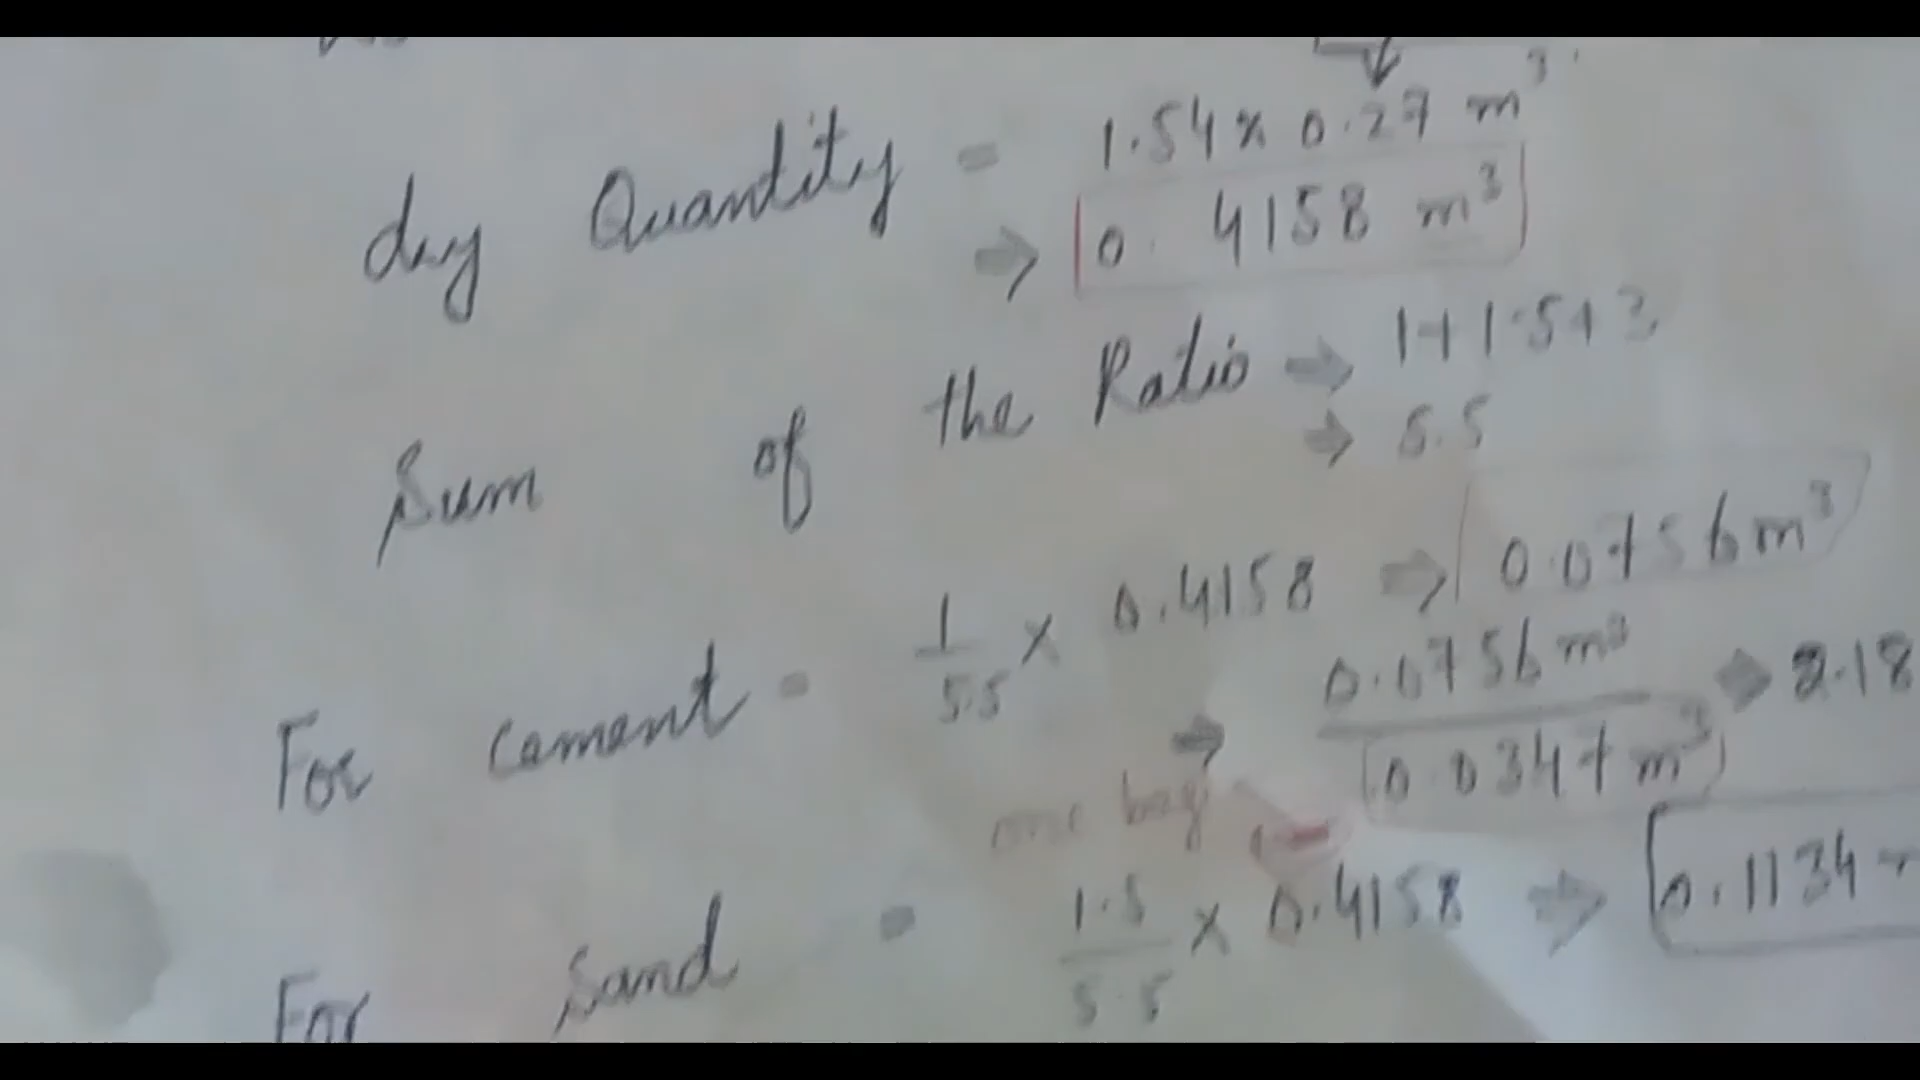 dry Quantity = 1.54 x 0.27 m³
⇒ 0.4158 m³
Sum of the Ratio ⇒ 1+1.5+3
⇒ 5.5
For cement = 1/5.5 x 0.4158 ⇒ 0.0756 m³
⇒ 0.0756 m³ / 0.0347 m³ ⇒ 2.18
one bag
For sand = 1.5/5.5 x 0.4158 ⇒ 0.1134